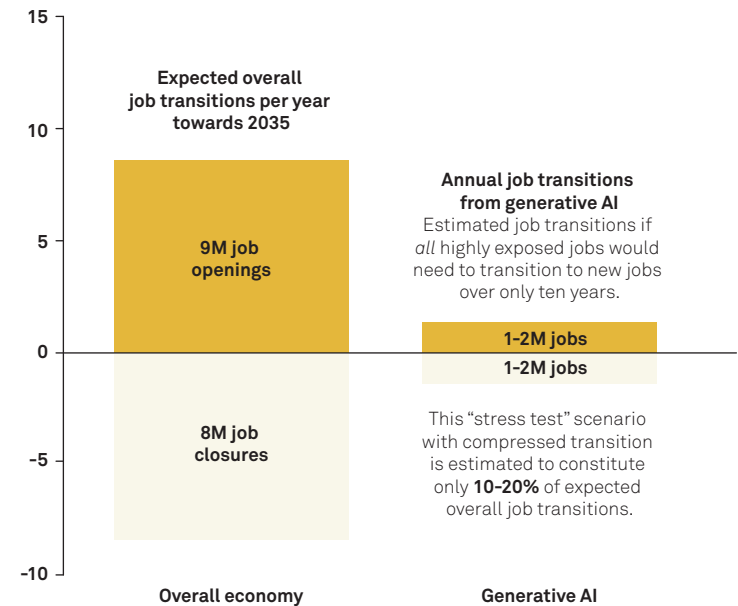 15
Expected overall
job transitions per year
towards 2035
10
Annual job transitions
from generative AI
Estimated job transitions if
all highly exposed jobs would
need to transition to new jobs
over only ten years.
5
9M job
openings
1-2M jobs
0
1-2M jobs
8M job
closures
This “stress test” scenario
with compressed transition
is estimated to constitute
only 10-20% of expected
overall job transitions.
-5
-10
Overall economy
Generative AI